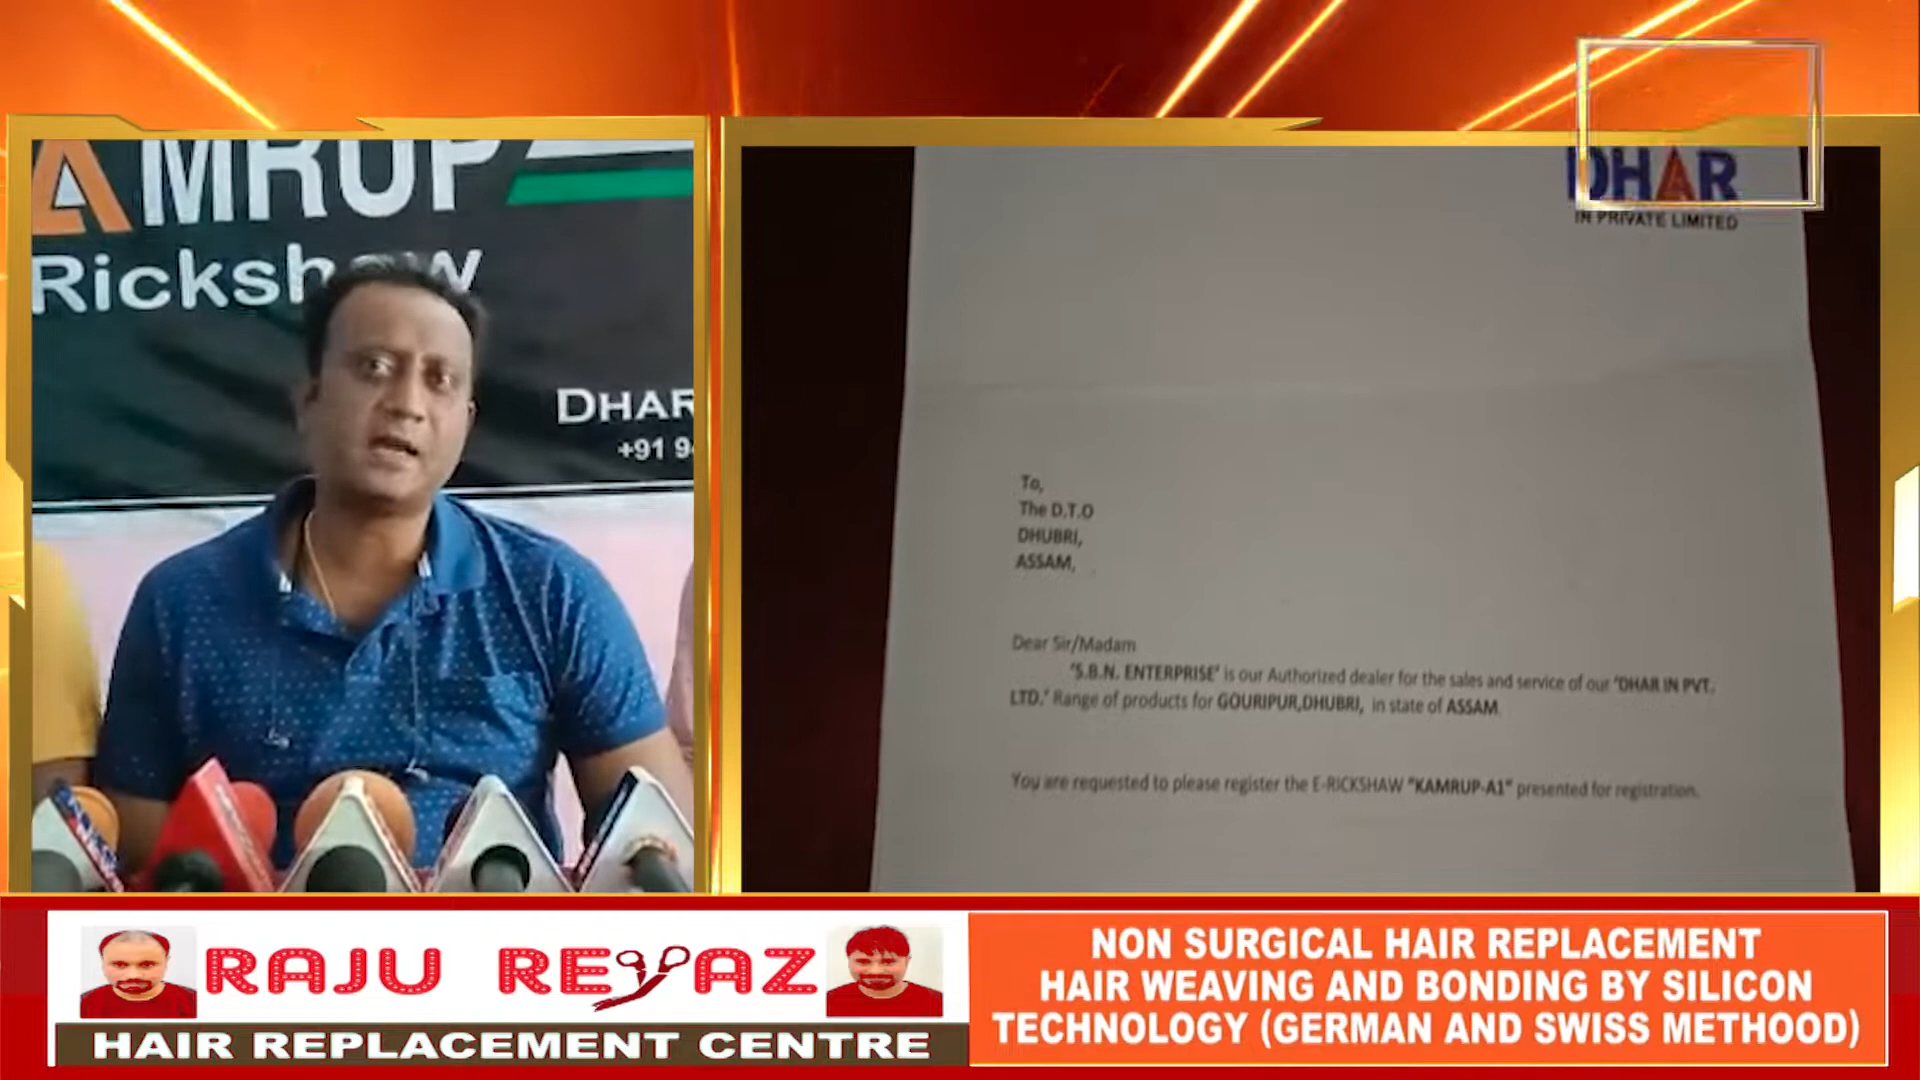 AMRUP
Rickshaw
DHAR
+91 9
DHAR
IN PRIVATE LIMITED
To,
The D.T.O
DHUBRI,
ASSAM,
Dear Sir/Madam
"S.B.N. ENTERPRISE" is our Authorized dealer for the sales and service of our "DHAR IN PVT.
LTD." Range of products for GOURIPUR,DHUBRI, in state of ASSAM.
You are requested to please register the E-RICKSHAW "KAMRUP-A1" presented for registration.
RAJU REYAZ
HAIR REPLACEMENT CENTRE
NON SURGICAL HAIR REPLACEMENT
HAIR WEAVING AND BONDING BY SILICON
TECHNOLOGY (GERMAN AND SWISS METHOOD)